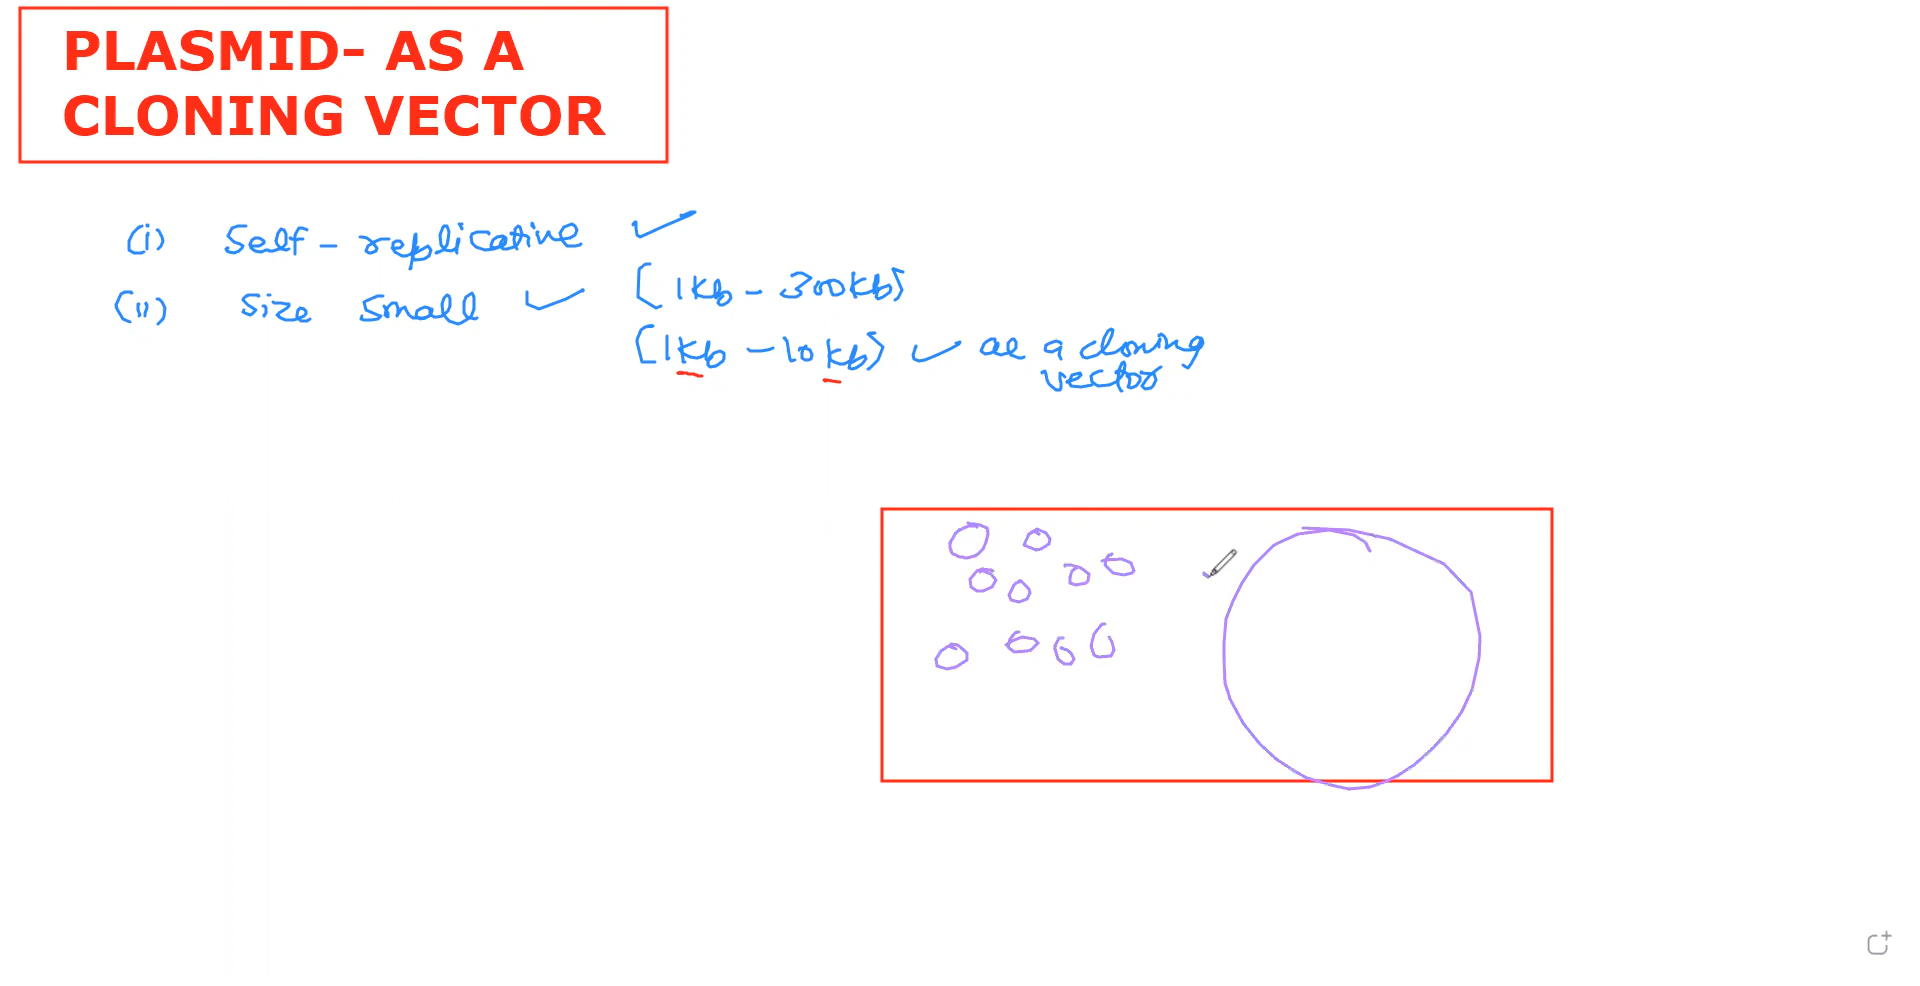 PLASMID- AS A
CLONING VECTOR
(i) Self - replicative ✓
(ii) Size Small ✓ [1kb - 300kb]
[1kb - 10kb] ✓ as a cloning
vector